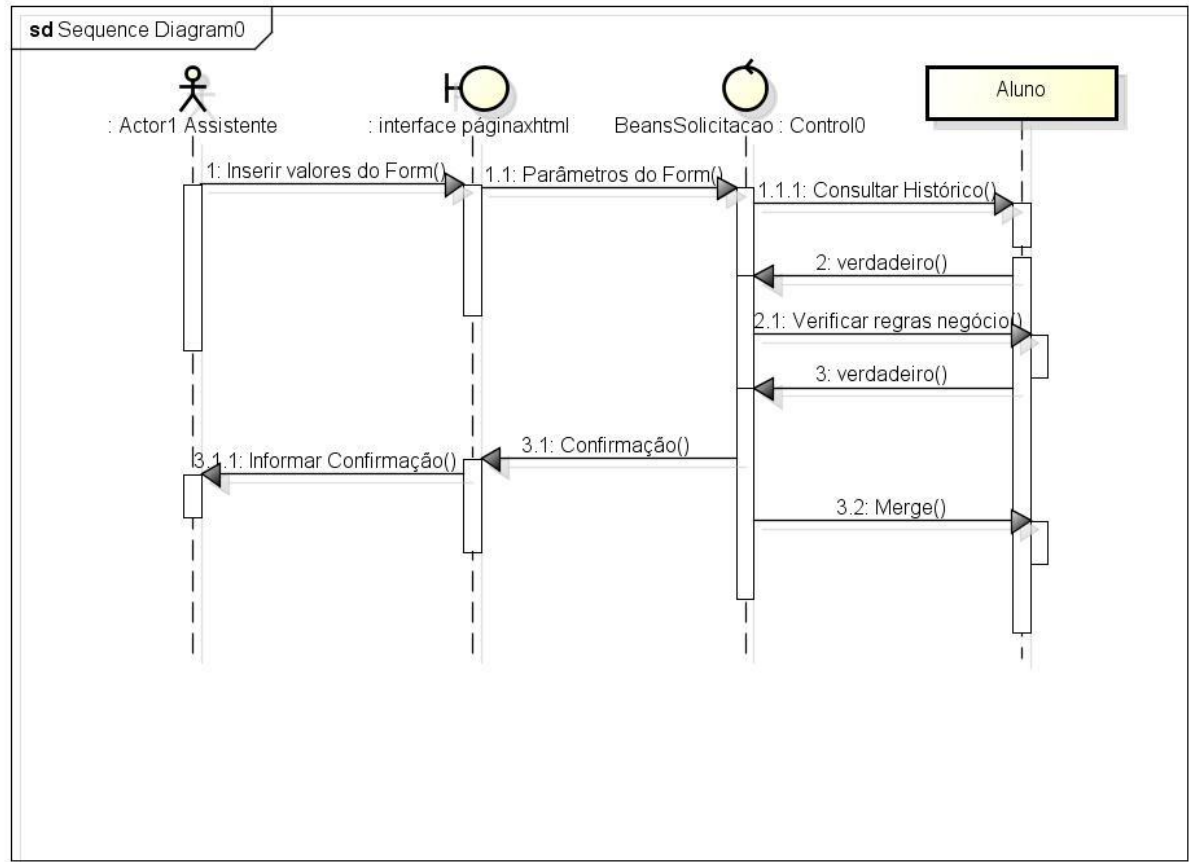 sd Sequence Diagram0
Aluno
: Actor1 Assistente
: interface páginaxhtml
BeansSolicitacao : Control0
1: Inserir valores do Form()
1.1: Parâmetros do Form()
1.1.1: Consultar Histórico()
2: verdadeiro()
2.1: Verificar regras negócio()
3: verdadeiro()
3.1: Confirmação()
3.1.1: Informar Confirmação()
3.2: Merge()